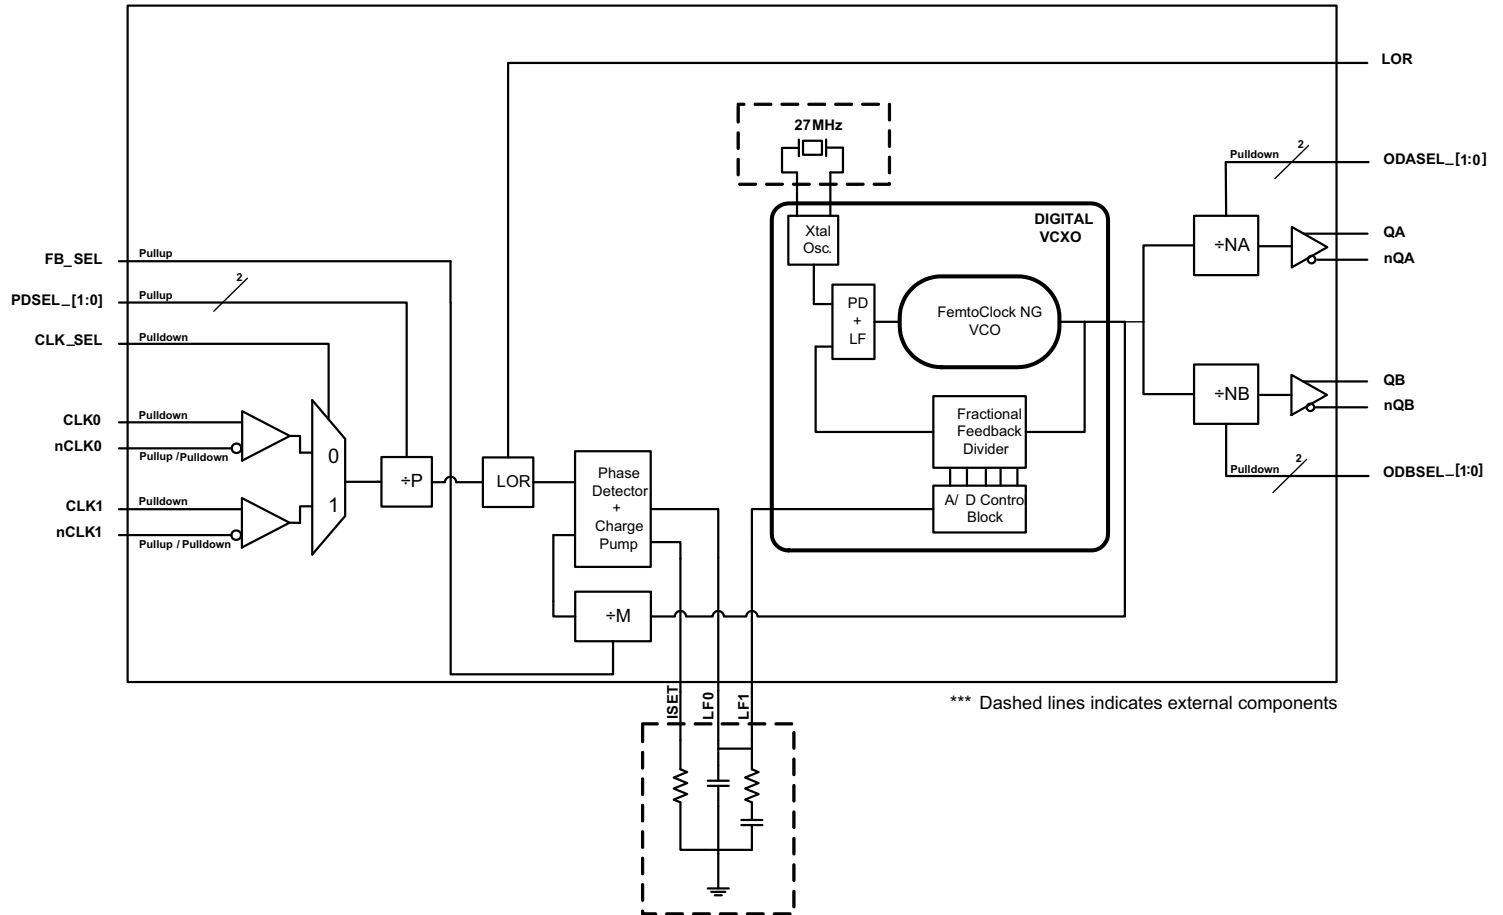 LOR
27MHz
2
Pulldown
ODASEL_[1:0]
DIGITAL
VCXO
Xtal
Osc.
÷NA
QA
nQA
FB_SEL
Pullup
2
PDSEL_[1:0]
Pullup
PD
+
LF
FemtoClock NG
VCO
CLK_SEL
Pulldown
÷NB
QB
nQB
CLK0
Pulldown
nCLK0
Pullup /Pulldown
0
1
Fractional
Feedback
Divider
2
Pulldown
ODBSEL_[1:0]
÷P
LOR
Phase
Detector
+
Charge
Pump
CLK1
Pulldown
nCLK1
Pullup / Pulldown
A/ D Contro
Block
÷M
ISET
LF0
LF1
*** Dashed lines indicates external components